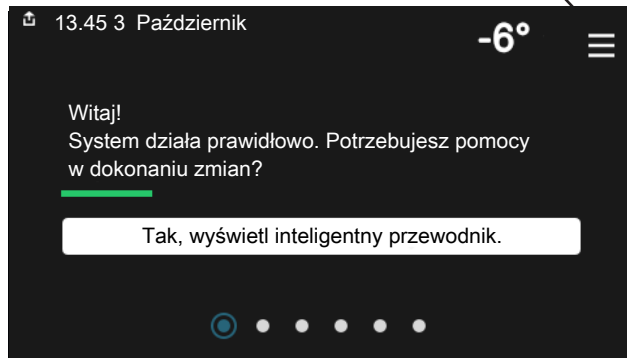 13.45 3 Październik
-6°
Witaj!
System działa prawidłowo. Potrzebujesz pomocy
w dokonaniu zmian?
Tak, wyświetl inteligentny przewodnik.